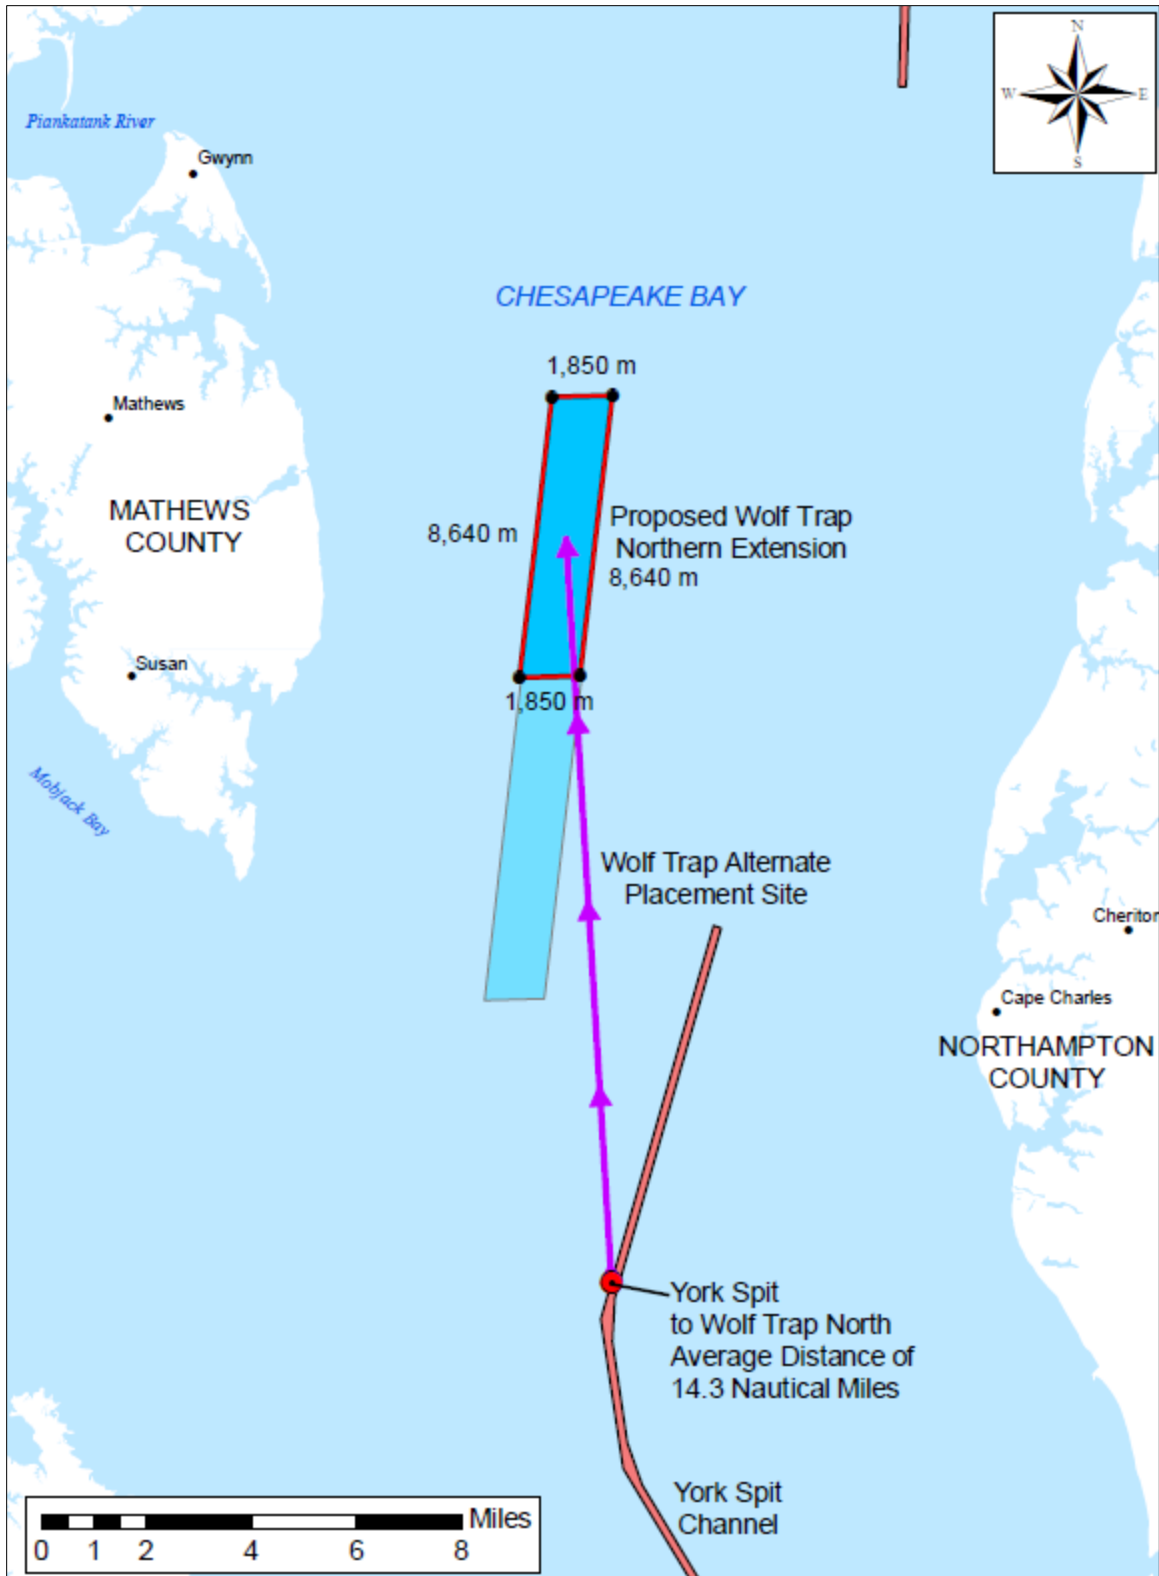 N
W
E
S
Piankatank River
Gwynn
CHESAPEAKE BAY
1,850 m
Mathews
MATHEWS
COUNTY
8,640 m
Proposed Wolf Trap
Northern Extension
8,640 m
Susan
1,850 m
Mobjack Bay
Wolf Trap Alternate
Placement Site
Cheriton
Cape Charles
NORTHAMPTON
COUNTY
York Spit
to Wolf Trap North
Average Distance of
14.3 Nautical Miles
York Spit
Channel
Miles
0 1 2 4 6 8